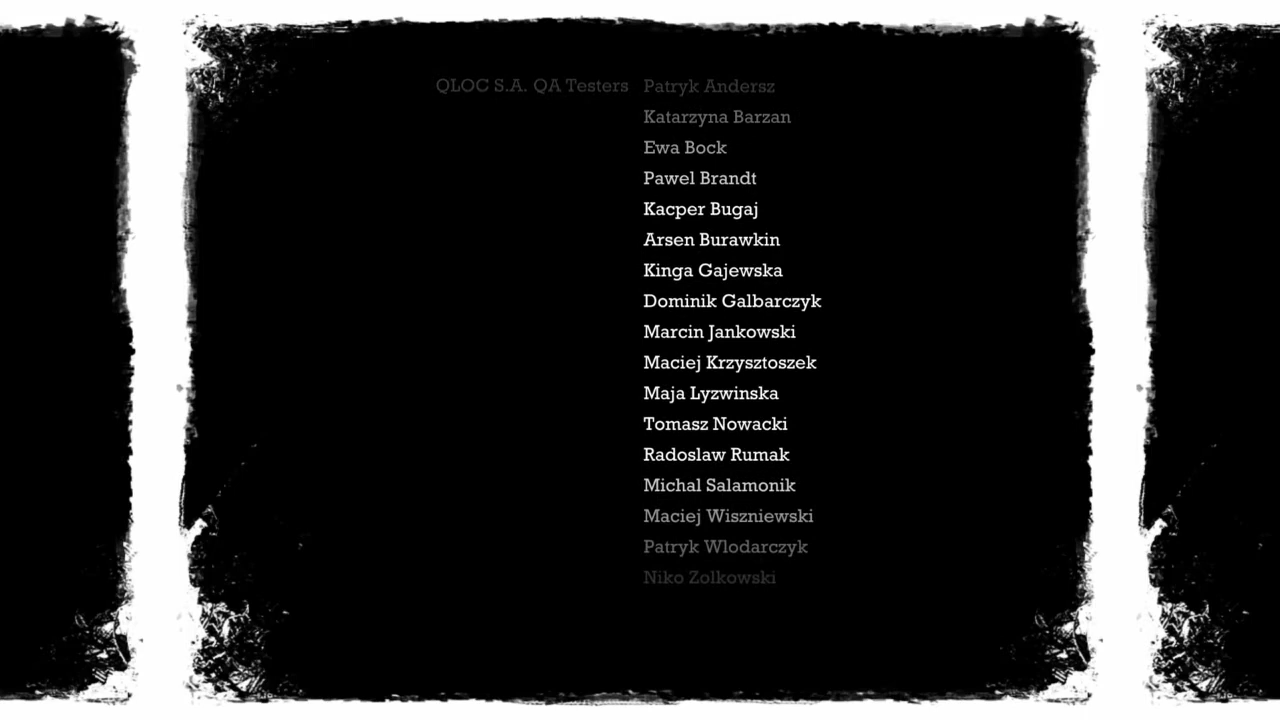 QLOC S.A. QA Testers Patryk Andersz
Katarzyna Barzan
Ewa Bock
Pawel Brandt
Kacper Bugaj
Arsen Burawkin
Kinga Gajewska
Dominik Galbarczyk
Marcin Jankowski
Maciej Krzysztoszek
Maja Lyzwinska
Tomasz Nowacki
Radoslaw Rumak
Michal Salamonik
Maciej Wiszniewski
Patryk Wlodarczyk
Niko Zolkowski